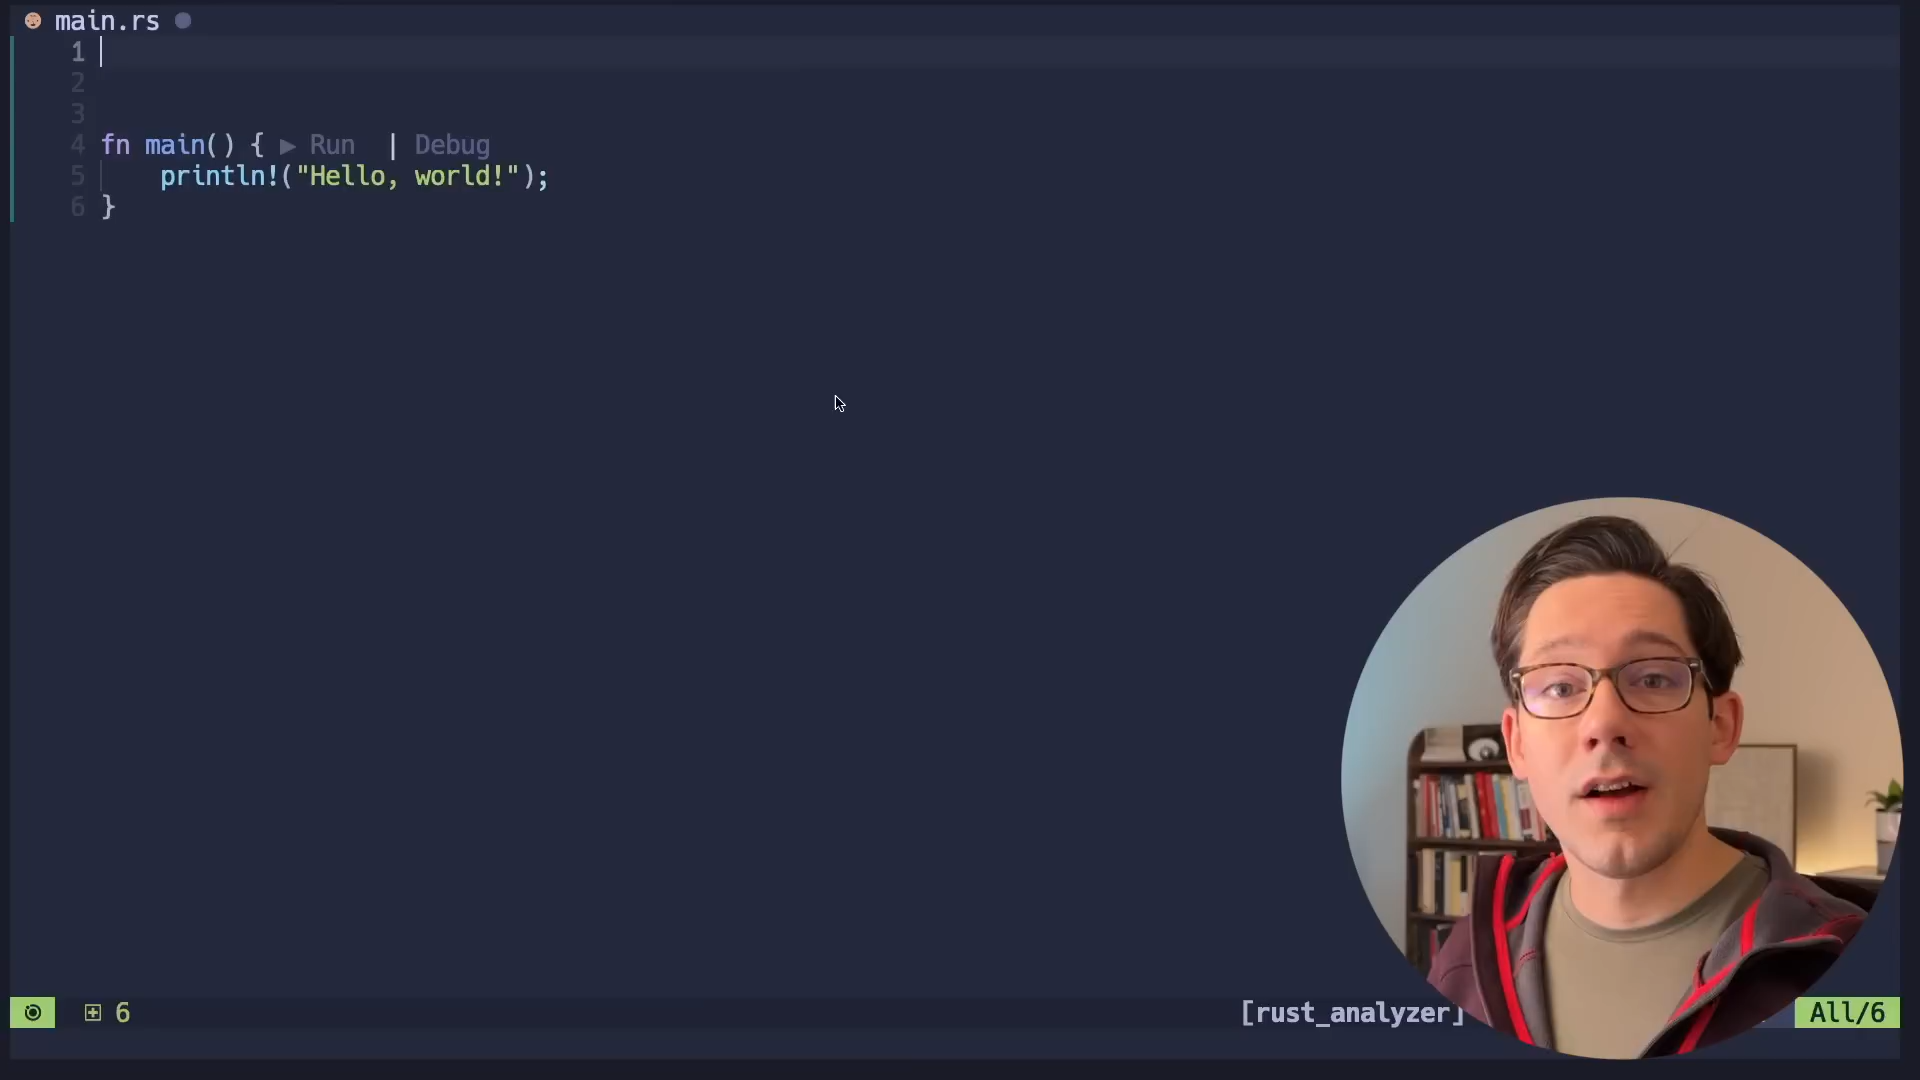 main.rs
1
2
3
4 fn main() { ▶ Run | Debug
5 println!("Hello, world!");
6 }
6 [rust_analyzer] All/6